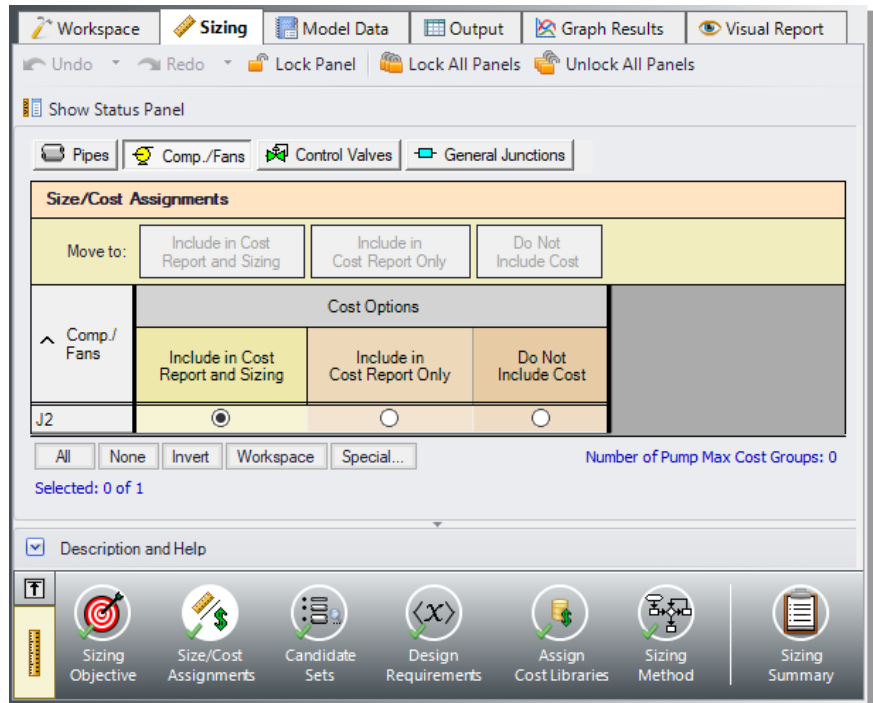 Workspace Sizing Model Data Output Graph Results Visual Report
Undo Redo Lock Panel Lock All Panels Unlock All Panels
Show Status Panel
Pipes Comp./Fans Control Valves General Junctions
Size/Cost Assignments
Move to:
Include in Cost
Report and Sizing
Include in
Cost Report Only
Do Not
Include Cost
Cost Options
Comp./
Fans
Include in Cost
Report and Sizing
Include in
Cost Report Only
Do Not
Include Cost
J2
All None Invert Workspace Special... Number of Pump Max Cost Groups: 0
Selected: 0 of 1
Description and Help
Sizing
Objective
Size/Cost
Assignments
Candidate
Sets
⟨x⟩
Design
Requirements
$
Assign
Cost Libraries
Sizing
Method
Sizing
Summary